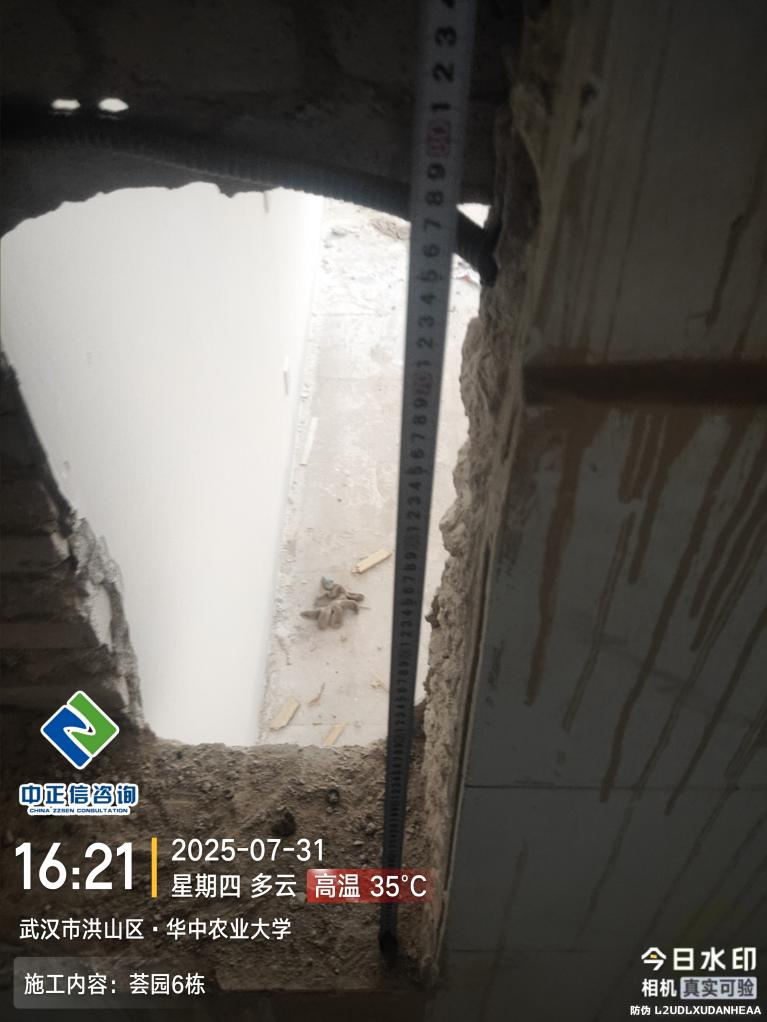 中正信咨询
CHINA ZZSEN CONSULTATION
16:21
2025-07-31
星期四 多云 高温 35°C
武汉市洪山区·华中农业大学
施工内容：荟园6栋
今日水印
相机 真实可验
防伪 L2UDLXUDANHEAA